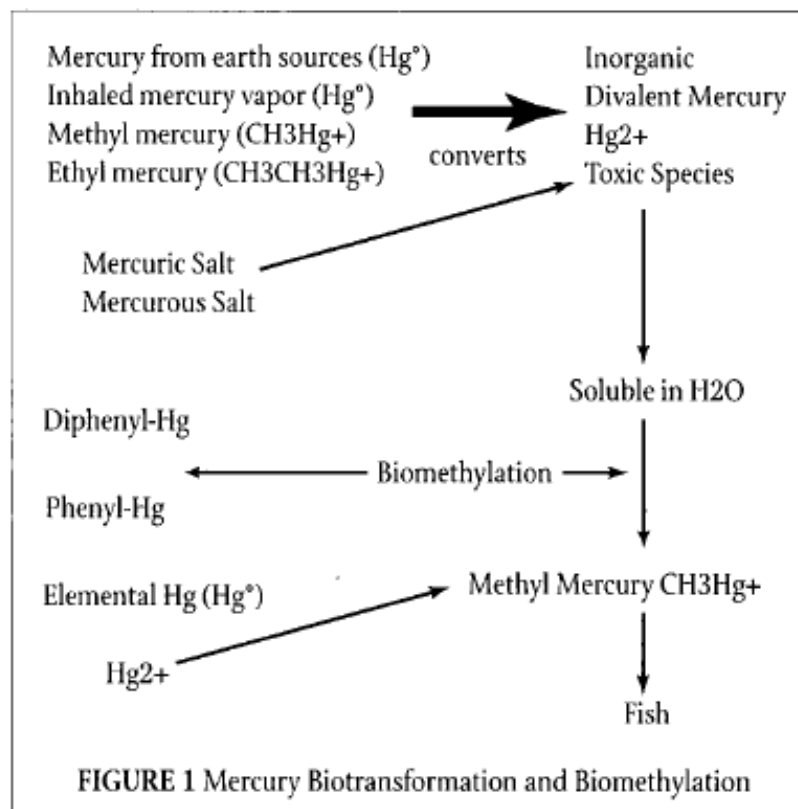 Mercury from earth sources (Hg°)
Inhaled mercury vapor (Hg°)
Methyl mercury (CH3Hg+)
Ethyl mercury (CH3CH3Hg+)
converts
Inorganic
Divalent Mercury
Hg2+
Toxic Species
Mercuric Salt
Mercurous Salt
Soluble in H2O
Diphenyl-Hg
Biomethylation
Phenyl-Hg
Elemental Hg (Hg°)
Methyl Mercury CH3Hg+
Hg2+
Fish
FIGURE 1 Mercury Biotransformation and Biomethylation